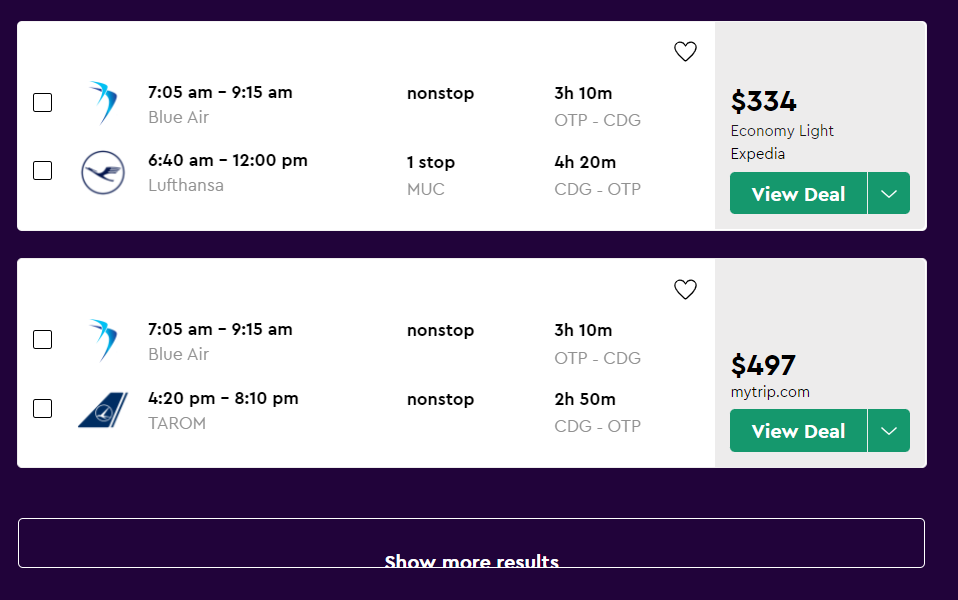 7:05 am – 9:15 am
nonstop
3h 10m
Blue Air
OTP - CDG
6:40 am – 12:00 pm
1 stop
4h 20m
Lufthansa
MUC
CDG - OTP
$334
Economy Light
Expedia
View Deal
7:05 am – 9:15 am
nonstop
3h 10m
Blue Air
OTP - CDG
4:20 pm – 8:10 pm
nonstop
2h 50m
TAROM
CDG - OTP
$497
mytrip.com
View Deal
Show more results